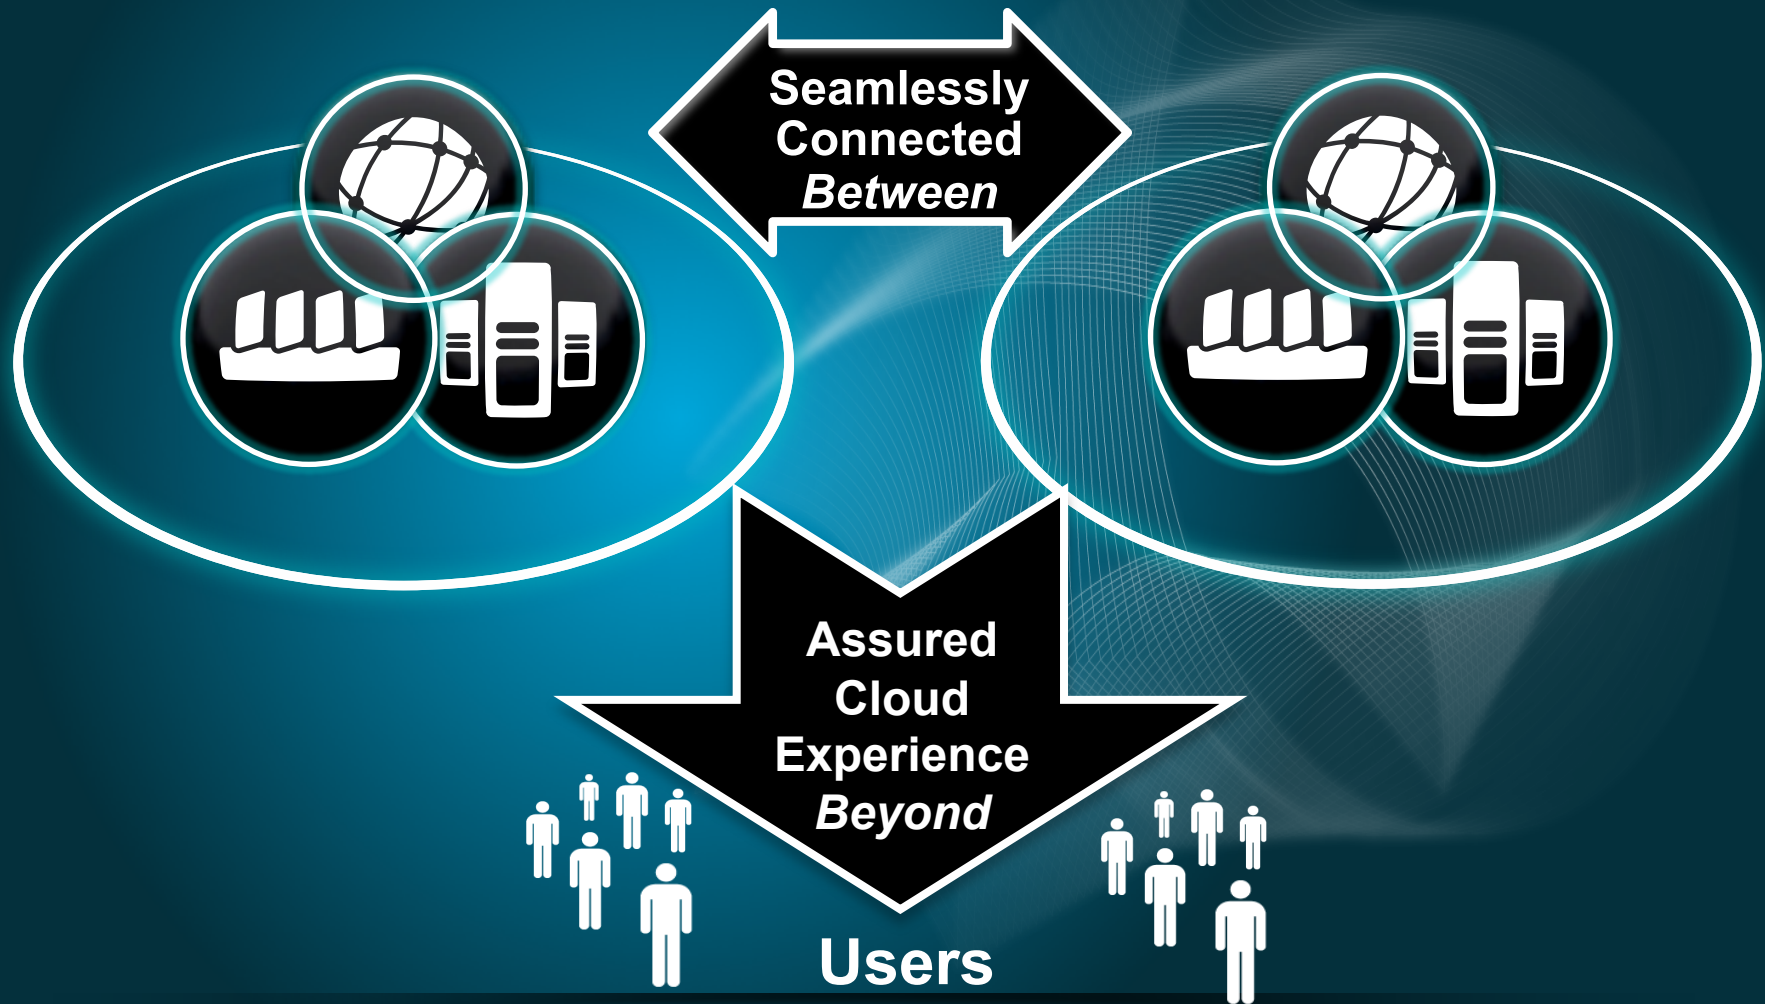 Seamlessly
Connected
Between
Assured
Cloud
Experience
Beyond
Users